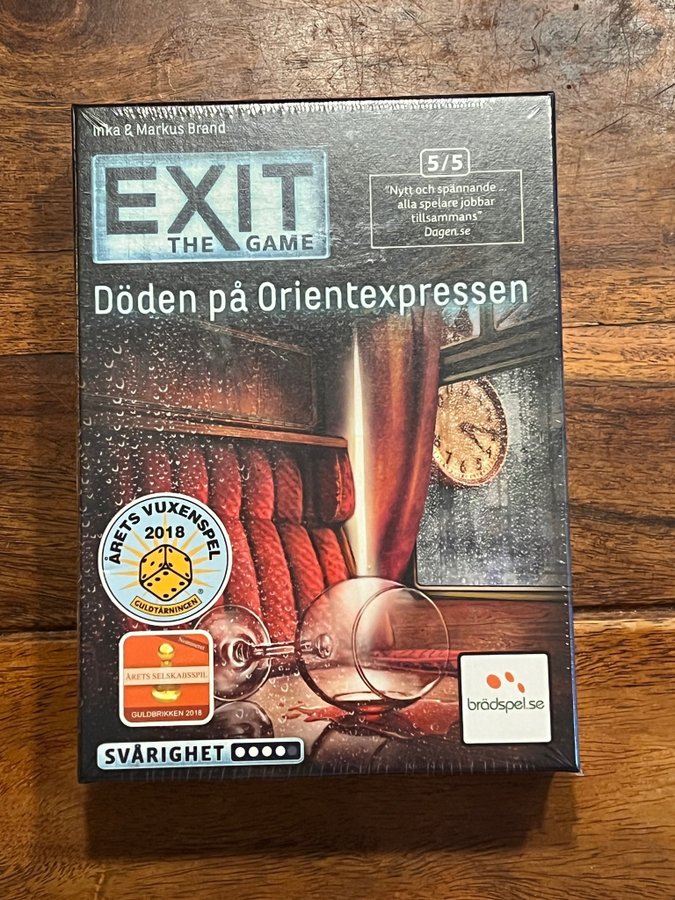 Inka & Markus Brand
EXIT
THE GAME
5/5
"Nytt och spännande ...
alla spelare jobbar
tillsammans"
Dagen.se
Döden på Orientexpressen
ÅRETS VUXENSPEL
2018
GULDTÄRNINGEN
®
ÅRETS SELSKABSSPIL
GULDBRIKKEN 2018
brädspel.se
SVÅRIGHET